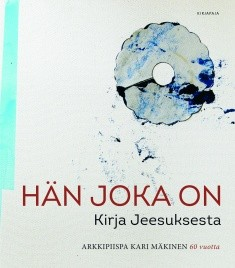 KIRJAPAJA
HÄN JOKA ON
Kirja Jeesuksesta
ARKKIPIISPA KARI MÄKINEN 60 vuotta